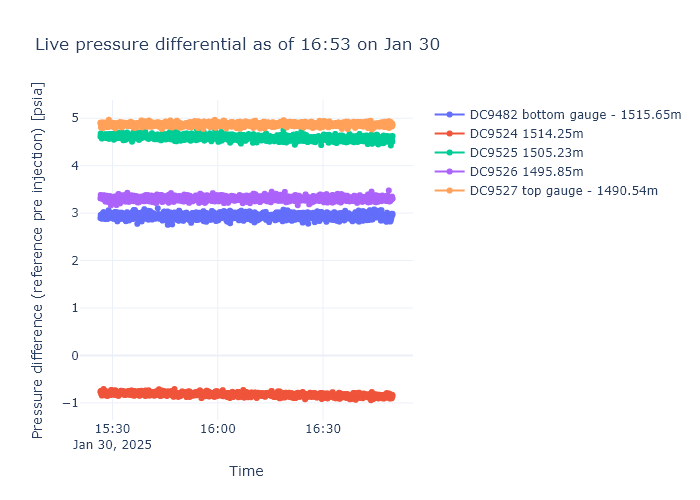 Live pressure differential as of 16:53 on Jan 30
Pressure difference (reference pre injection) [psia]
5
4
3
2
1
0
−1
15:30
Jan 30, 2025
16:00
16:30
Time
DC9482 bottom gauge - 1515.65m
DC9524 1514.25m
DC9525 1505.23m
DC9526 1495.85m
DC9527 top gauge - 1490.54m